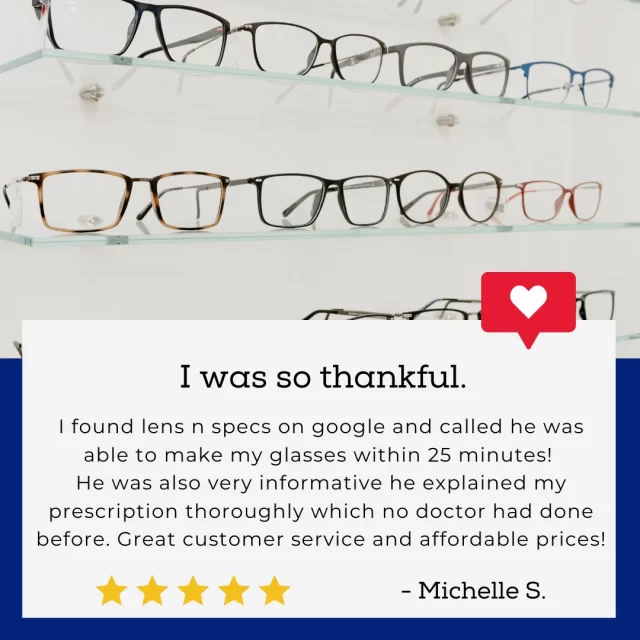 I was so thankful.
I found lens n specs on google and called he was
able to make my glasses within 25 minutes!
He was also very informative he explained my
prescription thoroughly which no doctor had done
before. Great customer service and affordable prices!
- Michelle S.